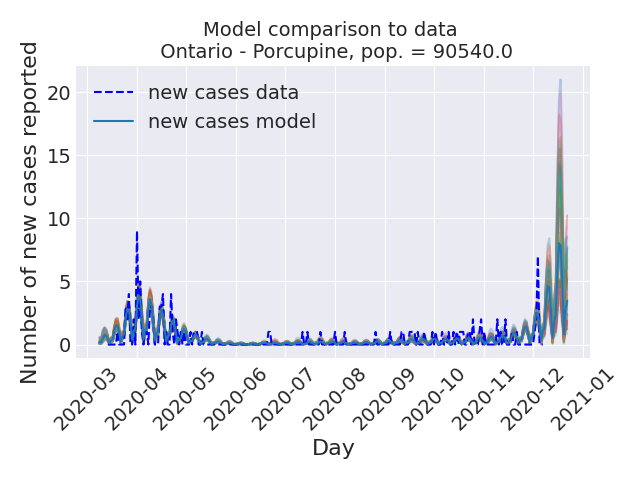 Model comparison to data
Ontario - Porcupine, pop. = 90540.0
Number of new cases reported
20
15
10
5
0
new cases data
new cases model
2020-03
2020-04
2020-05
2020-06
2020-07
2020-08
2020-09
2020-10
2020-11
2020-12
2021-01
Day